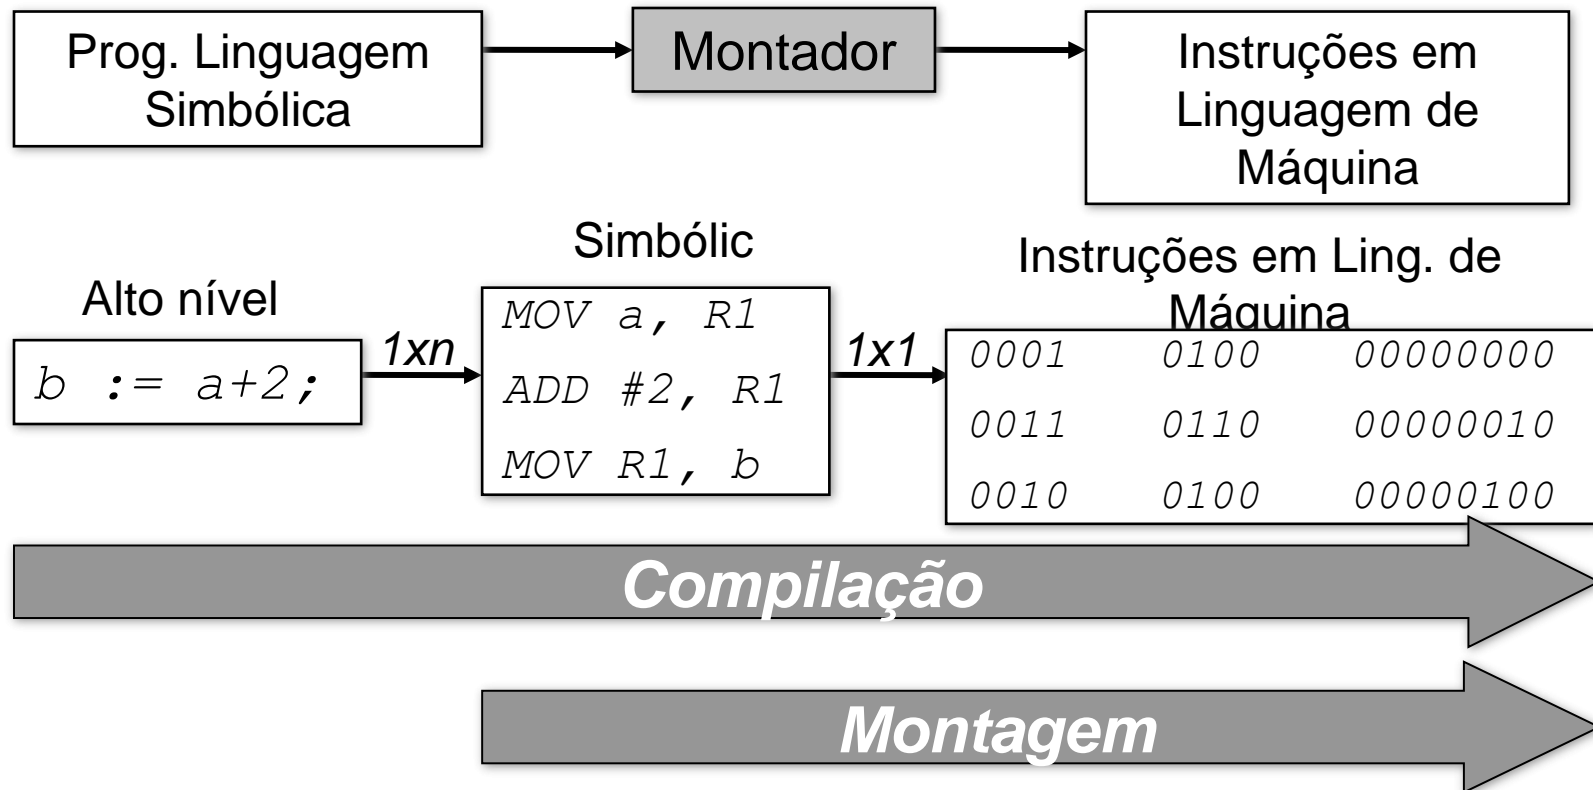 Prog. Linguagem
Simbólica
Montador
Instruções em
Linguagem de
Máquina
Alto nível
b := a+2;
1xn
Simbólic
MOV a, R1
ADD #2, R1
MOV R1, b
1x1
Instruções em Ling. de
Máquina
0001 0100 00000000
0011 0110 00000010
0010 0100 00000100
Compilação
Montagem